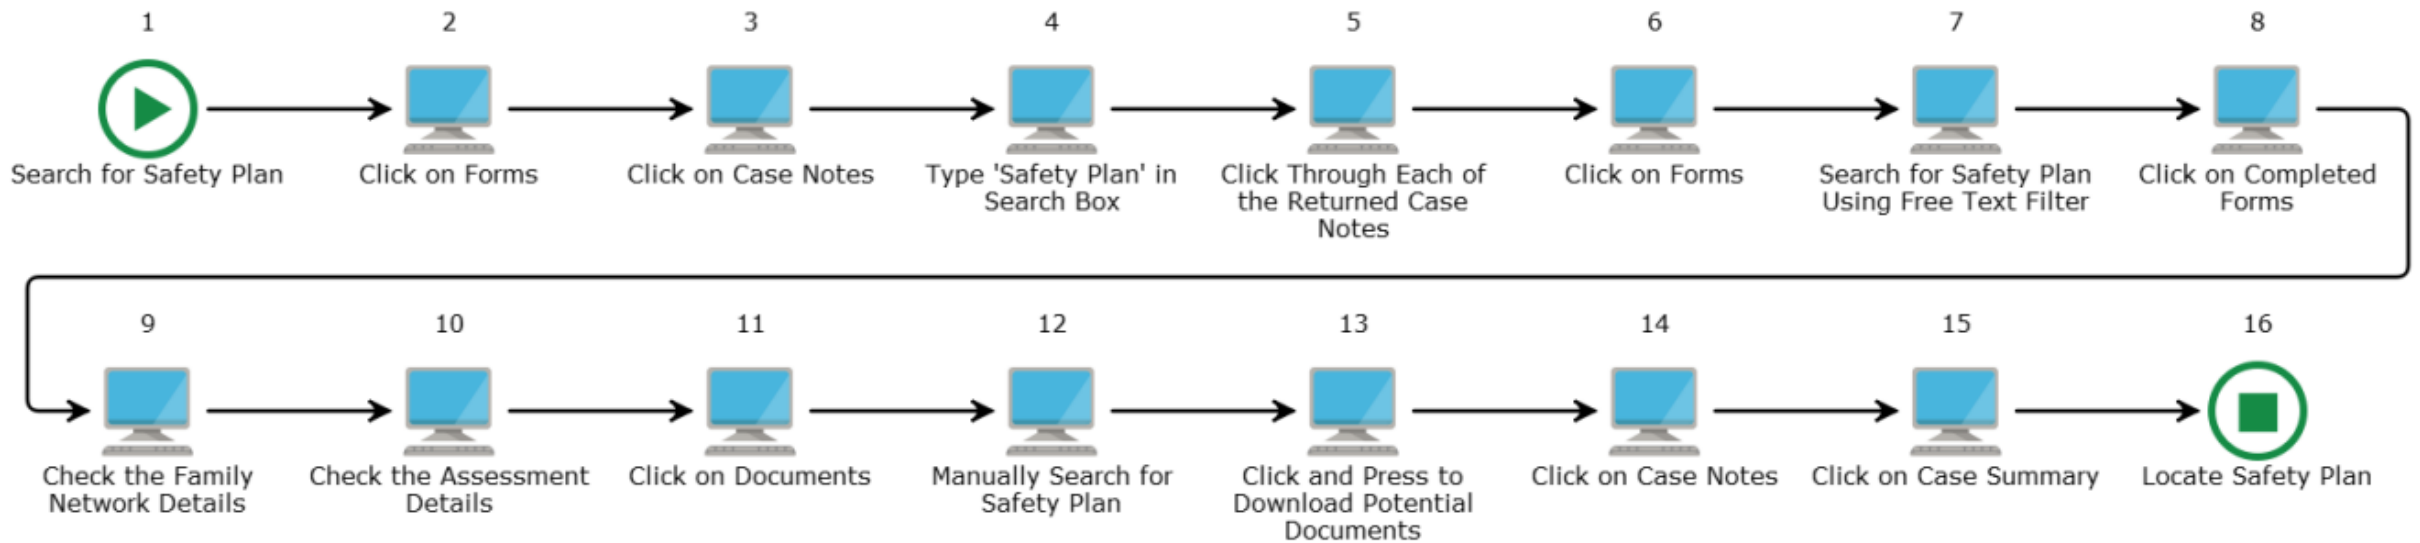 1 2 3 4 5 6 7 8
Search for Safety Plan
Click on Forms
Click on Case Notes
Type 'Safety Plan' in
Search Box
Click Through Each of
the Returned Case
Notes
Click on Forms
Search for Safety Plan
Using Free Text Filter
Click on Completed
Forms
9 10 11 12 13 14 15 16
Check the Family
Network Details
Check the Assessment
Details
Click on Documents
Manually Search for
Safety Plan
Click and Press to
Download Potential
Documents
Click on Case Notes
Click on Case Summary
Locate Safety Plan